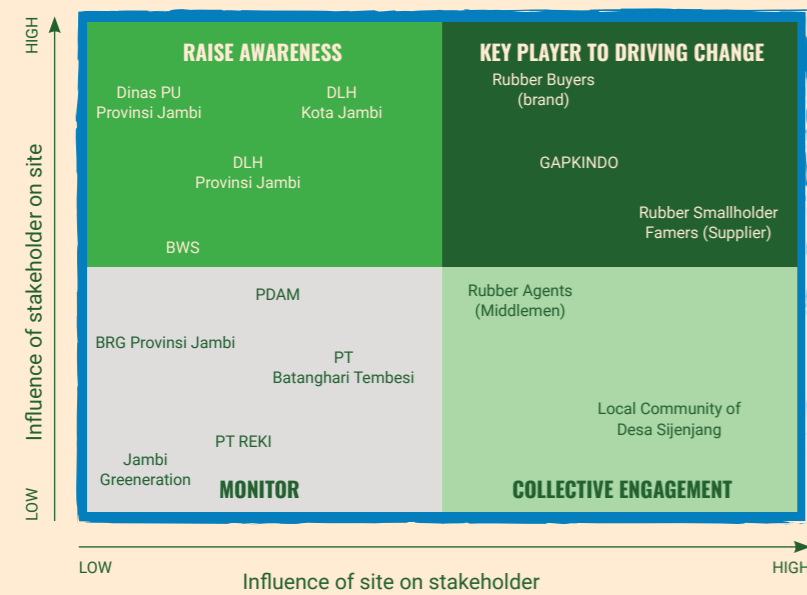 HIGH
Influence of stakeholder on site
LOW
RAISE AWARENESS
Dinas PU
Provinsi Jambi
DLH
Kota Jambi
DLH
Provinsi Jambi
BWS
KEY PLAYER TO DRIVING CHANGE
Rubber Buyers
(brand)
GAPKINDO
Rubber Smallholder
Famers (Supplier)
PDAM
BRG Provinsi Jambi
PT
Batanghari Tembesi
PT REKI
Jambi
Greeneration
MONITOR
Rubber Agents
(Middlemen)
Local Community of
Desa Sijenjang
COLLECTIVE ENGAGEMENT
LOW
HIGH
Influence of site on stakeholder